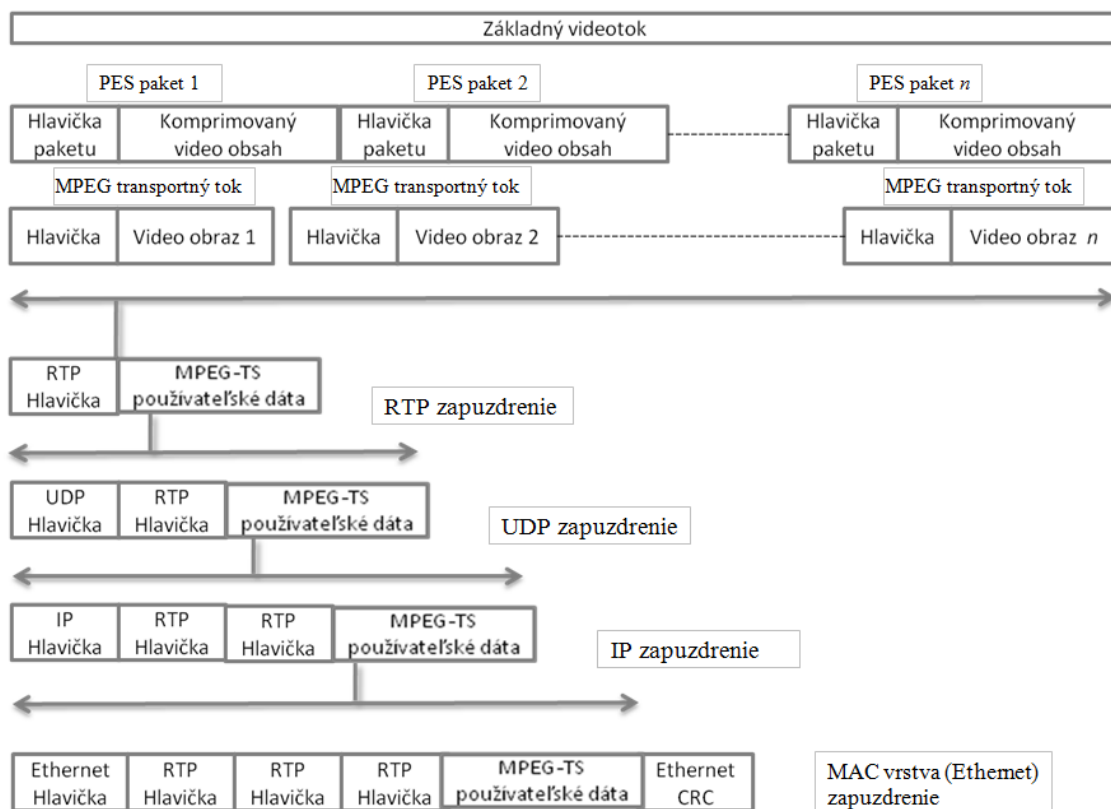 Základný videotok
PES paket 1
PES paket 2
PES paket n
Hlavička
paketu
Komprimovaný
video obsah
Hlavička
paketu
Komprimovaný
video obsah
Hlavička
paketu
Komprimovaný
video obsah
MPEG transportný tok
MPEG transportný tok
MPEG transportný tok
Hlavička
Video obraz 1
Hlavička
Video obraz 2
Hlavička
Video obraz n
RTP
Hlavička
MPEG-TS
používateľské dáta
RTP zapuzdrenie
UDP
Hlavička
RTP
Hlavička
MPEG-TS
používateľské dáta
UDP zapuzdrenie
IP
Hlavička
RTP
Hlavička
RTP
Hlavička
MPEG-TS
používateľské dáta
IP zapuzdrenie
Ethernet
Hlavička
RTP
Hlavička
RTP
Hlavička
RTP
Hlavička
MPEG-TS
používateľské dáta
Ethernet
CRC
MAC vrstva (Ethernet)
zapuzdrenie